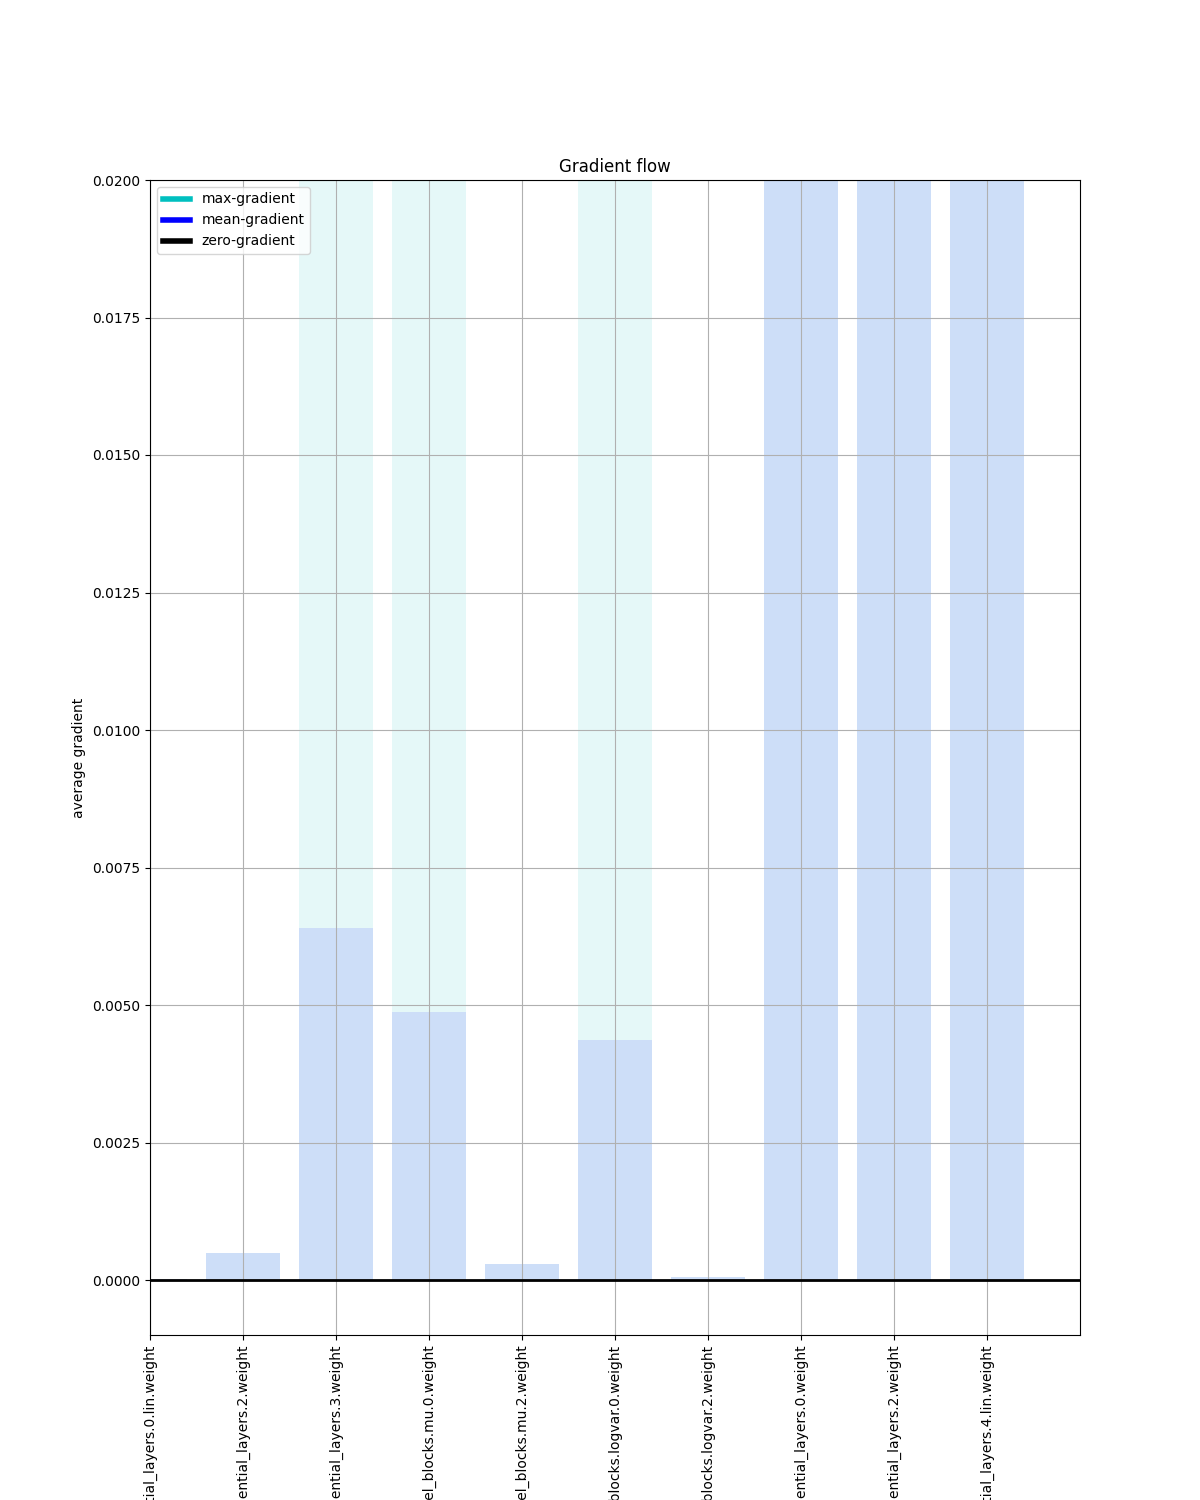 Gradient flow
max-gradient
mean-gradient
zero-gradient
0.0200
0.0175
0.0150
0.0125
0.0100
0.0075
0.0050
0.0025
0.0000
average gradient
tial_layers.0.lin.weight
ential_layers.2.weight
ential_layers.3.weight
el_blocks.mu.0.weight
el_blocks.mu.2.weight
blocks.logvar.0.weight
blocks.logvar.2.weight
ential_layers.0.weight
ential_layers.2.weight
tial_layers.4.lin.weight